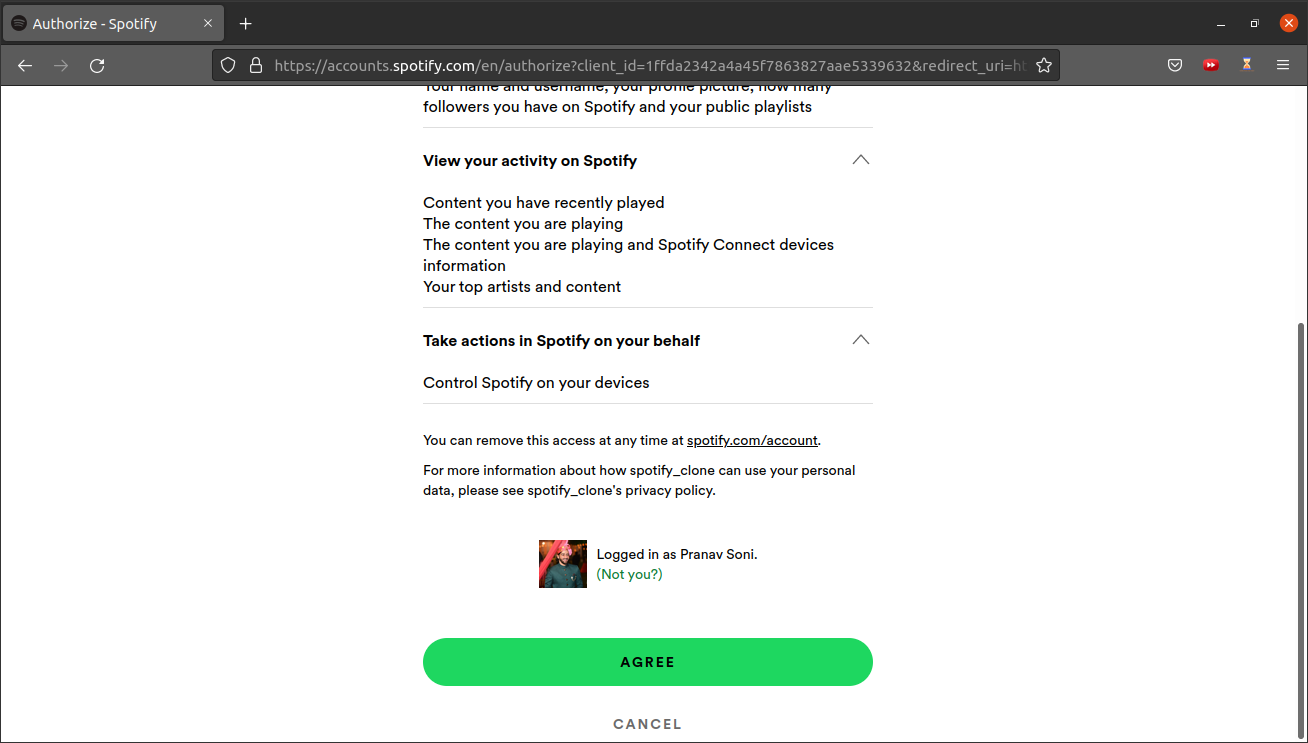 Authorize - Spotify
https://accounts.spotify.com/en/authorize?client_id=1ffda2342a4a45f7863827aae5339632&redirect_uri=ht
Your name and username, your profile picture, how many
followers you have on Spotify and your public playlists
View your activity on Spotify
Content you have recently played
The content you are playing
The content you are playing and Spotify Connect devices
information
Your top artists and content
Take actions in Spotify on your behalf
Control Spotify on your devices
You can remove this access at any time at spotify.com/account.
For more information about how spotify_clone can use your personal
data, please see spotify_clone's privacy policy.
Logged in as Pranav Soni.
(Not you?)
AGREE
CANCEL